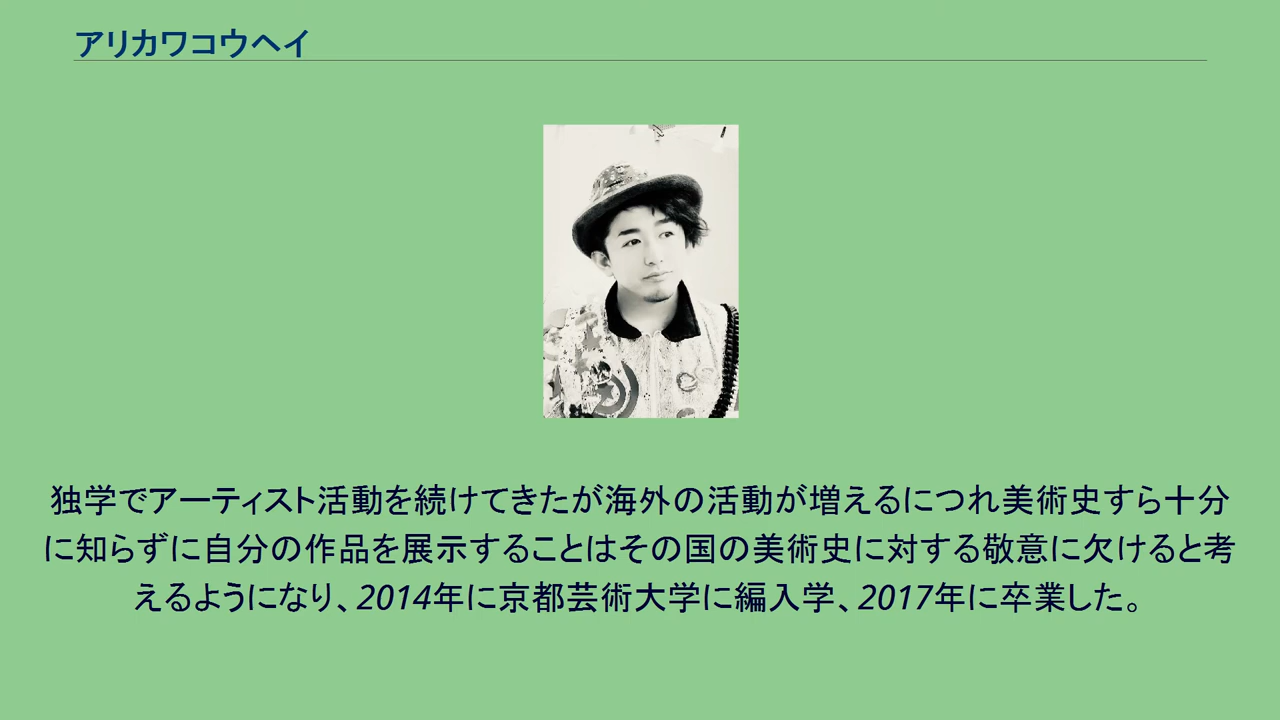 アリカワコウヘイ
独学でアーティスト活動を続けてきたが海外の活動が増えるにつれ美術史すら十分
に知らずに自分の作品を展示することはその国の美術史に対する敬意に欠けると考
えるようになり、2014年に京都芸術大学に編入学、2017年に卒業した。